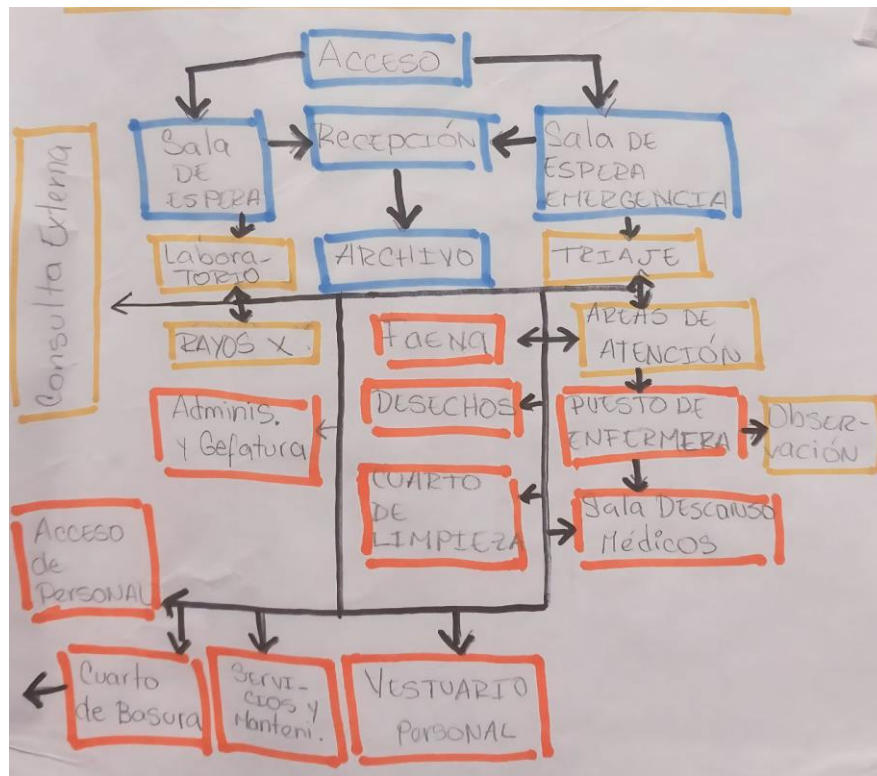 ACCESO
Sala
DE
ESPERA
RECEPCIÓN
Sala DE
ESPERA
EMERGENCIA
Consulta Externa
Labora-
TORIO
ARCHIVO
TRIAJE
RAYOS X.
Faena
AREAS DE
ATENCIÓN
Adminis.
y Gefatura
DESECHOS
PUESTO DE
ENFERMERA
Obser-
vación
CUARTO
DE
LIMPIEZA
Sala DESCANSO
Médicos
Acceso
de
Personal
Cuarto
de Basura
SERVI-
CIOS y
Manteni.
VESTUARIO
Personal